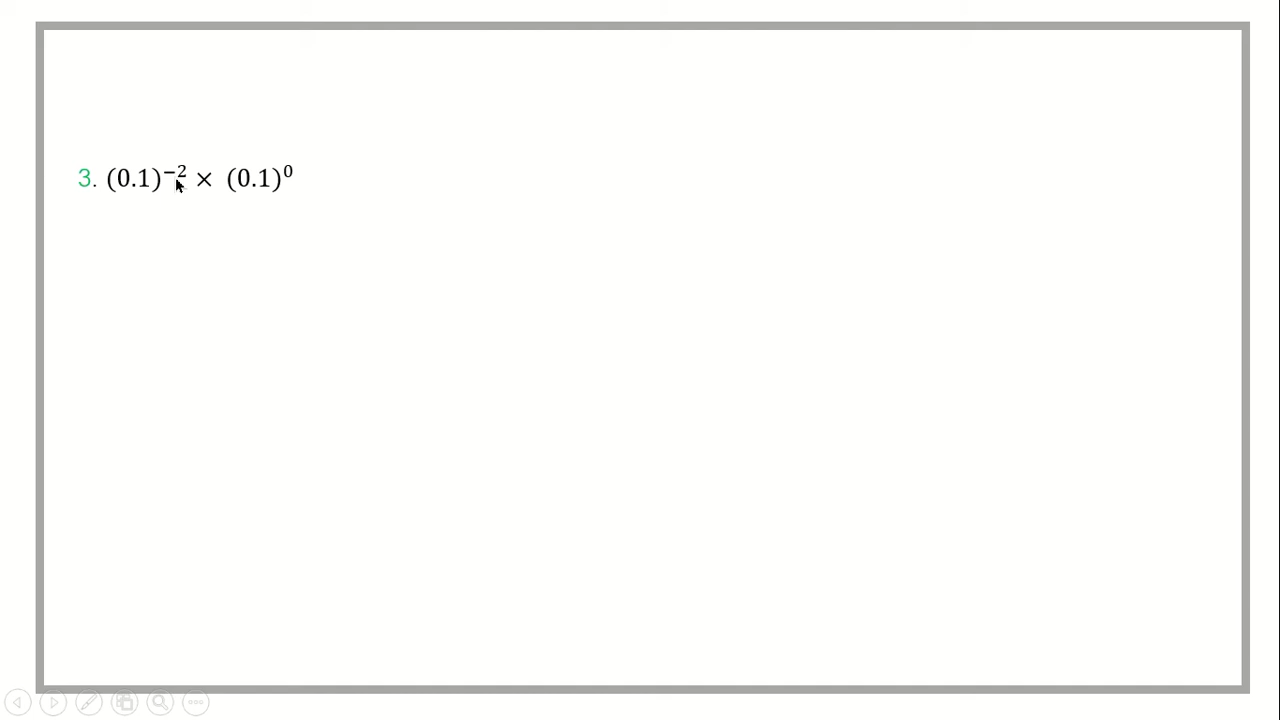 3. (0.1)⁻² × (0.1)⁰